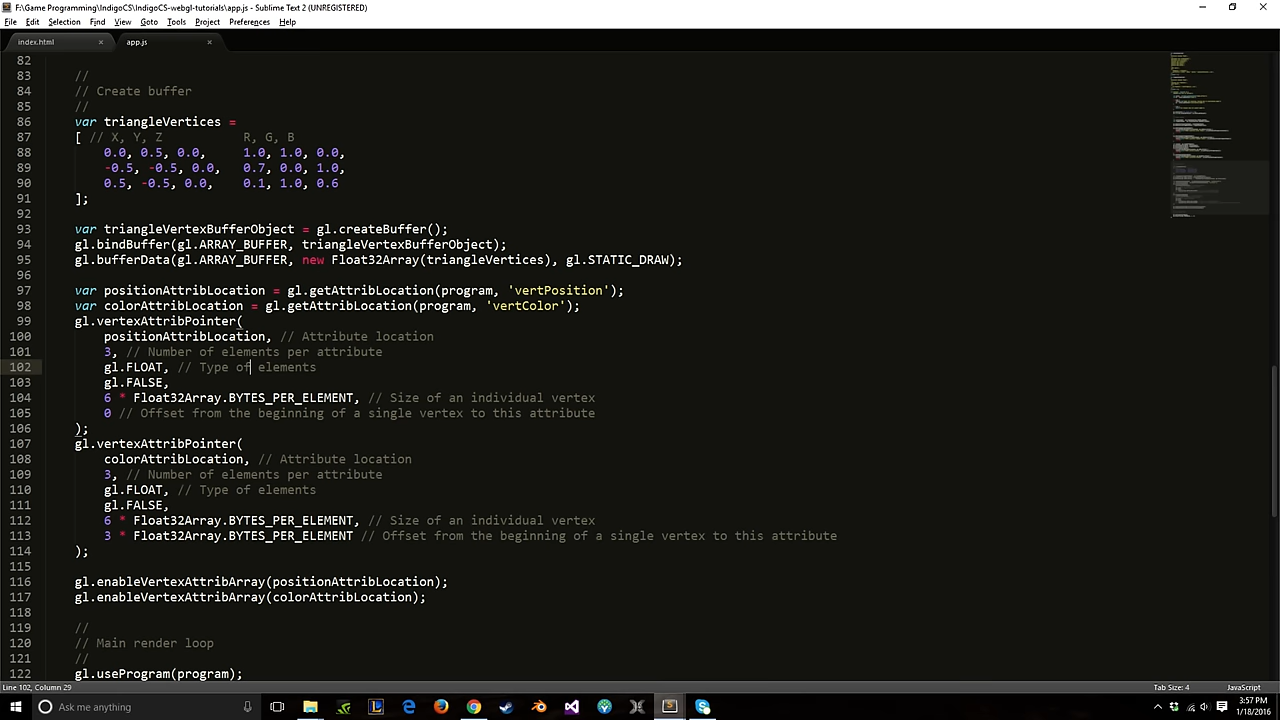 F:\Game Programming\IndigoCS\IndigoCS-webgl-tutorials\app.js - Sublime Text 2 (UNREGISTERED)
File Edit Selection Find View Goto Tools Project Preferences Help
index.html × app.js ×
82
83 //
84 // Create buffer
85 //
86 var triangleVertices =
87 [ // X, Y, Z R, G, B
88 0.0, 0.5, 0.0, 1.0, 1.0, 0.0,
89 -0.5, -0.5, 0.0, 0.7, 0.0, 1.0,
90 0.5, -0.5, 0.0, 0.1, 1.0, 0.6
91 ];
92
93 var triangleVertexBufferObject = gl.createBuffer();
94 gl.bindBuffer(gl.ARRAY_BUFFER, triangleVertexBufferObject);
95 gl.bufferData(gl.ARRAY_BUFFER, new Float32Array(triangleVertices), gl.STATIC_DRAW);
96
97 var positionAttribLocation = gl.getAttribLocation(program, 'vertPosition');
98 var colorAttribLocation = gl.getAttribLocation(program, 'vertColor');
99 gl.vertexAttribPointer(
100 positionAttribLocation, // Attribute location
101 3, // Number of elements per attribute
102 gl.FLOAT, // Type of elements
103 gl.FALSE,
104 6 * Float32Array.BYTES_PER_ELEMENT, // Size of an individual vertex
105 0 // Offset from the beginning of a single vertex to this attribute
106 );
107 gl.vertexAttribPointer(
108 colorAttribLocation, // Attribute location
109 3, // Number of elements per attribute
110 gl.FLOAT, // Type of elements
111 gl.FALSE,
112 6 * Float32Array.BYTES_PER_ELEMENT, // Size of an individual vertex
113 3 * Float32Array.BYTES_PER_ELEMENT // Offset from the beginning of a single vertex to this attribute
114 );
115
116 gl.enableVertexAttribArray(positionAttribLocation);
117 gl.enableVertexAttribArray(colorAttribLocation);
118
119 //
120 // Main render loop
121 //
122 gl.useProgram(program);
Line 102, Column 29 Tab Size: 4 JavaScript
Ask me anything
3:57 PM
1/18/2016